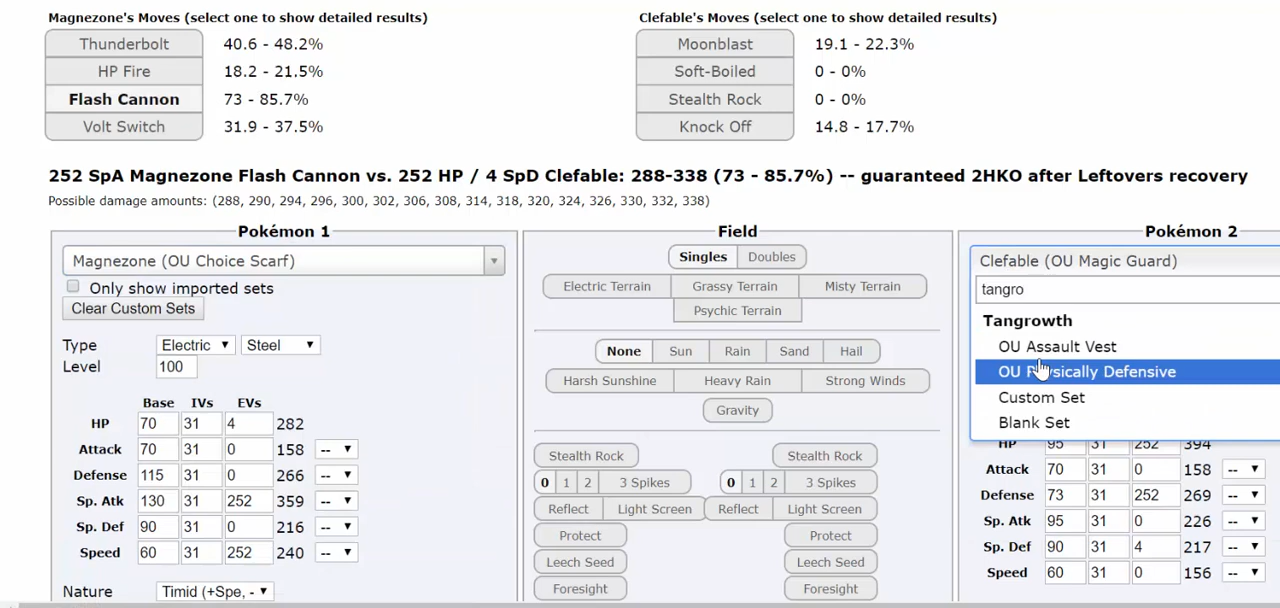 Magnezone's Moves (select one to show detailed results)
Thunderbolt 40.6 - 48.2%
HP Fire 18.2 - 21.5%
Flash Cannon 73 - 85.7%
Volt Switch 31.9 - 37.5%
Clefable's Moves (select one to show detailed results)
Moonblast 19.1 - 22.3%
Soft-Boiled 0 - 0%
Stealth Rock 0 - 0%
Knock Off 14.8 - 17.7%
252 SpA Magnezone Flash Cannon vs. 252 HP / 4 SpD Clefable: 288-338 (73 - 85.7%) -- guaranteed 2HKO after Leftovers recovery
Possible damage amounts: (288, 290, 294, 296, 300, 302, 306, 308, 314, 318, 320, 324, 326, 330, 332, 338)
Pokémon 1
Magnezone (OU Choice Scarf)
Only show imported sets
Clear Custom Sets
Type Electric Steel
Level 100
Base IVs EVs
HP 70 31 4 282
Attack 70 31 0 158 --
Defense 115 31 0 266 --
Sp. Atk 130 31 252 359 --
Sp. Def 90 31 0 216 --
Speed 60 31 252 240 --
Nature Timid (+Spe, -
Field
Singles Doubles
Electric Terrain Grassy Terrain Misty Terrain
Psychic Terrain
None Sun Rain Sand Hail
Harsh Sunshine Heavy Rain Strong Winds
Gravity
Stealth Rock Stealth Rock
0 1 2 3 Spikes 0 1 2 3 Spikes
Reflect Light Screen Reflect Light Screen
Protect Protect
Leech Seed Leech Seed
Foresight Foresight
Pokémon 2
Clefable (OU Magic Guard)
tangro
Tangrowth
OU Assault Vest
OU Physically Defensive
Custom Set
Blank Set
HP 95 31 252 394
Attack 70 31 0 158 --
Defense 73 31 252 269 --
Sp. Atk 95 31 0 226 --
Sp. Def 90 31 4 217 --
Speed 60 31 0 156 --